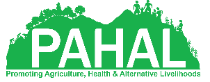 PAHAL
Promoting Agriculture, Health & Alternative Livelihoods